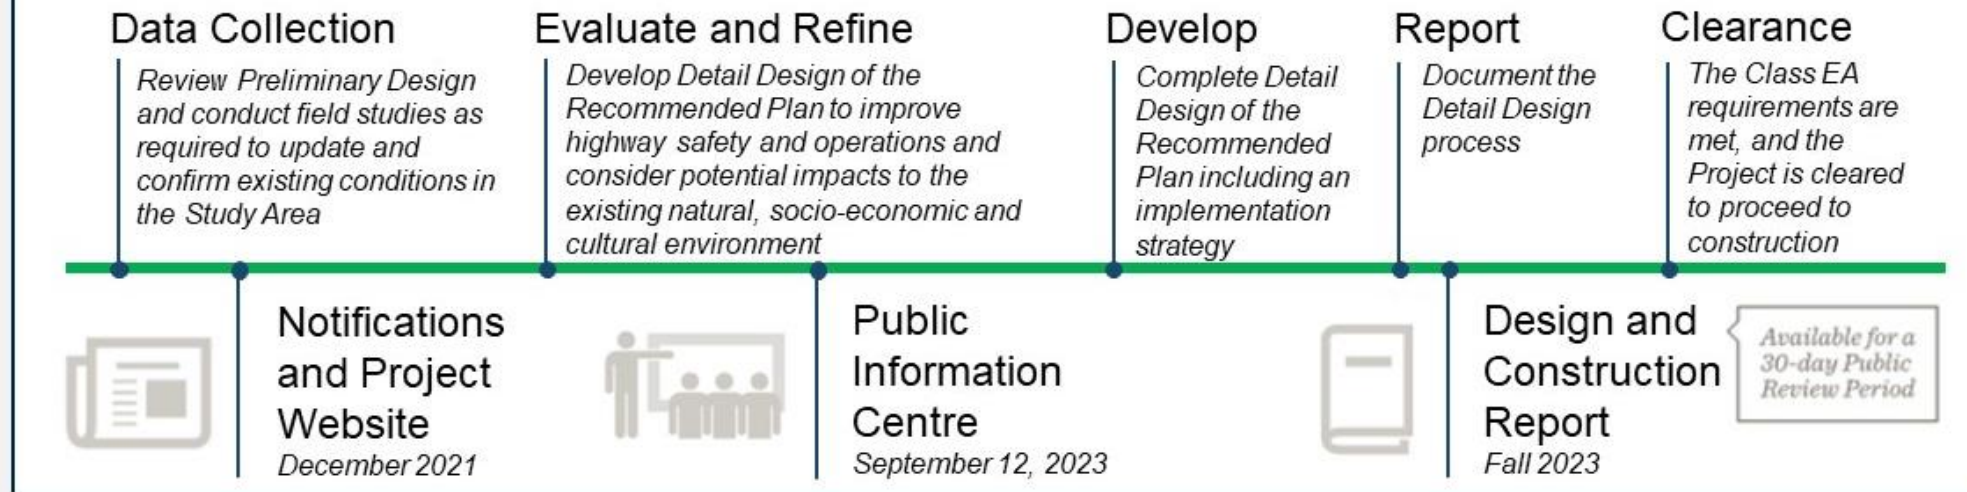 Data Collection
Review Preliminary Design
and conduct field studies as
required to update and
confirm existing conditions in
the Study Area
Evaluate and Refine
Develop Detail Design of the
Recommended Plan to improve
highway safety and operations and
consider potential impacts to the
existing natural, socio-economic and
cultural environment
Develop
Complete Detail
Design of the
Recommended
Plan including an
implementation
strategy
Report
Document the
Detail Design
process
Clearance
The Class EA
requirements are
met, and the
Project is cleared
to proceed to
construction
Notifications
and Project
Website
December 2021
Public
Information
Centre
September 12, 2023
Design and
Construction
Report
Fall 2023
Available for a
30-day Public
Review Period